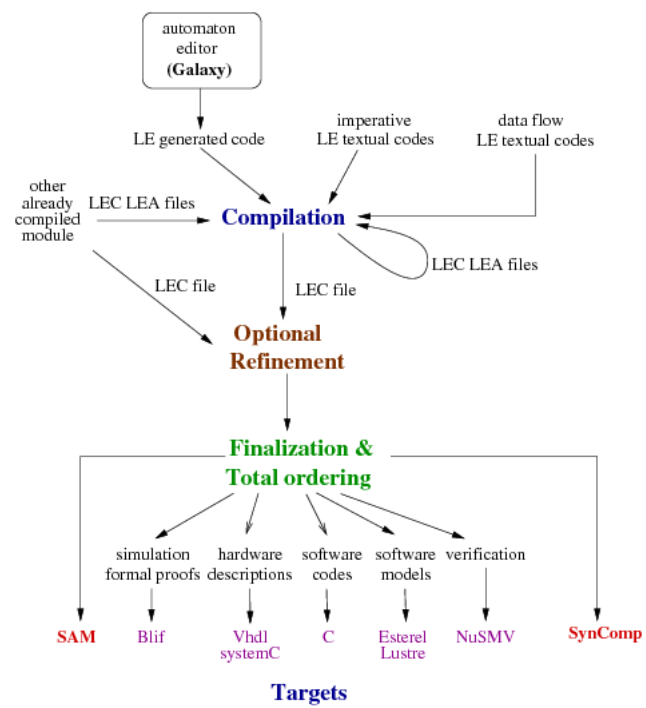 automaton
editor
(Galaxy)
LE generated code
imperative
LE textual codes
data flow
LE textual codes
other
already
compiled
module
LEC LEA files
Compilation
LEC LEA files
LEC file
LEC file
Optional
Refinement
Finalization &
Total ordering
simulation
formal proofs
hardware
descriptions
software
codes
software
models
verification
SAM
Blif
Vhdl
systemC
C
Esterel
Lustre
NuSMV
SynComp
Targets